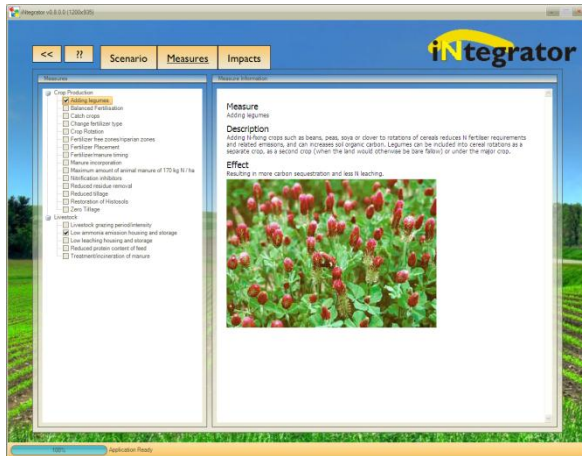 iNtegrator v0.8.0.0 (1200x935)
<<
??
Scenario
Measures
Impacts
iNtegrator
Measures
Crop Production
Adding legumes
Balanced Fertilisation
Catch crops
Change fertilizer type
Crop Rotation
Fertilizer free zones/riparian zones
Fertilizer Placement
Fertilizer/manure timing
Manure incorporation
Maximum amount of animal manure of 170 kg N / ha
Nitrification inhibitors
Reduced residue removal
Reduced tillage
Restoration of Histosols
Zero Tillage
Livestock
Livestock grazing period/intensity
Low ammonia emission housing and storage
Low leaching housing and storage
Reduced protein content of feed
Treatment/incineration of manure
Measure Information
Measure
Adding legumes
Description
Adding N-fixing crops such as beans, peas, soya or clover to rotations of cereals reduces N fertiliser requirements
and related emissions, and can increases soil organic carbon. Legumes can be included into cereal rotations as a
separate crop, as a second crop (when the land would otherwise be bare fallow) or under the major crop.
Effect
Resulting in more carbon sequestration and less N leaching.
100%
Application Ready